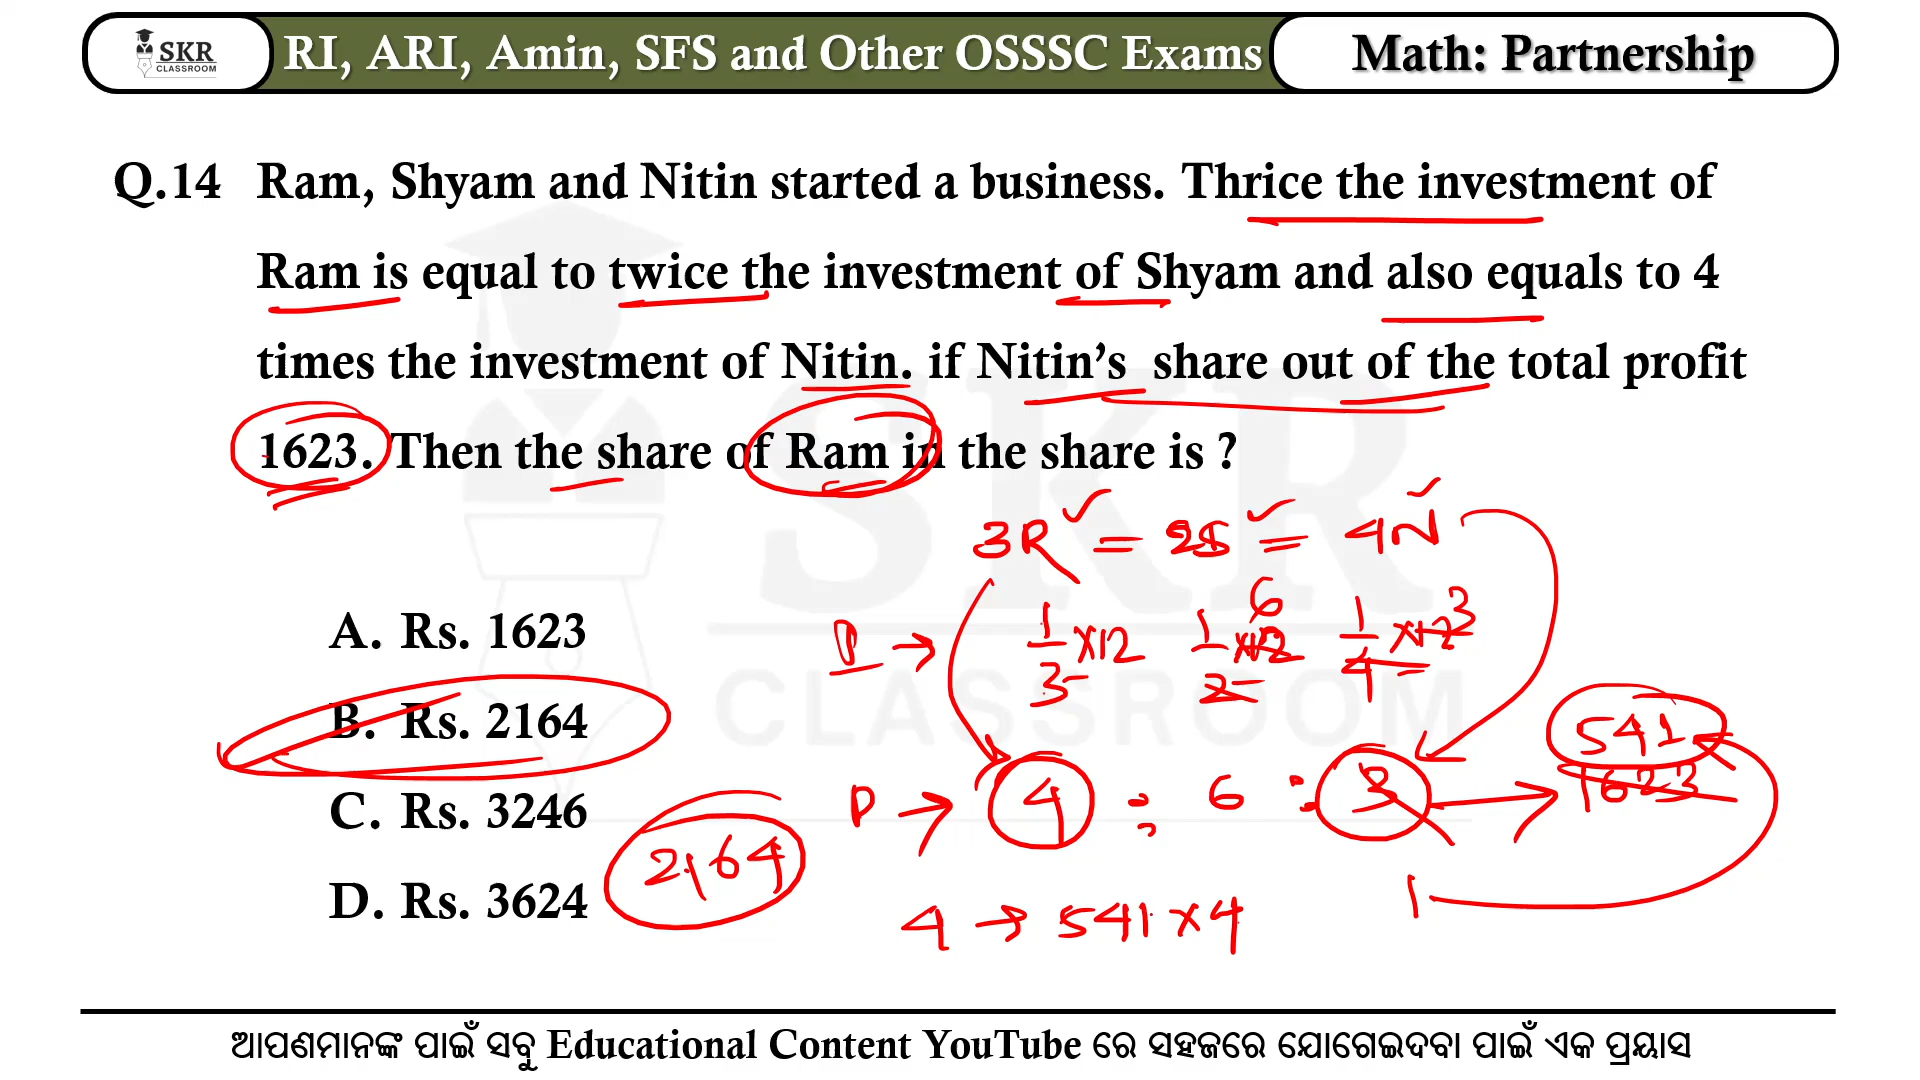 SKR
CLASSROOM
RI, ARI, Amin, SFS and Other OSSSC Exams
Math: Partnership
Q.14 Ram, Shyam and Nitin started a business. Thrice the investment of
Ram is equal to twice the investment of Shyam and also equals to 4
times the investment of Nitin. if Nitin's share out of the total profit
1623. Then the share of Ram in the share is ?
3R = 2S = 4N
I → 1/3 ×12 1/2 ×12 6 1/4 ×12 3
A. Rs. 1623
B. Rs. 2164
C. Rs. 3246
D. Rs. 3624
P → 4 : 6 : 3 → 1623
541
1
4 → 541 × 4
2164
SKR
CLASSROOM
ଆପଣମାନଙ୍କ ପାଇଁ ସବୁ Educational Content YouTube ରେ ସହଜରେ ଯୋଗେଇଦବା ପାଇଁ ଏକ ପ୍ରୟାସ